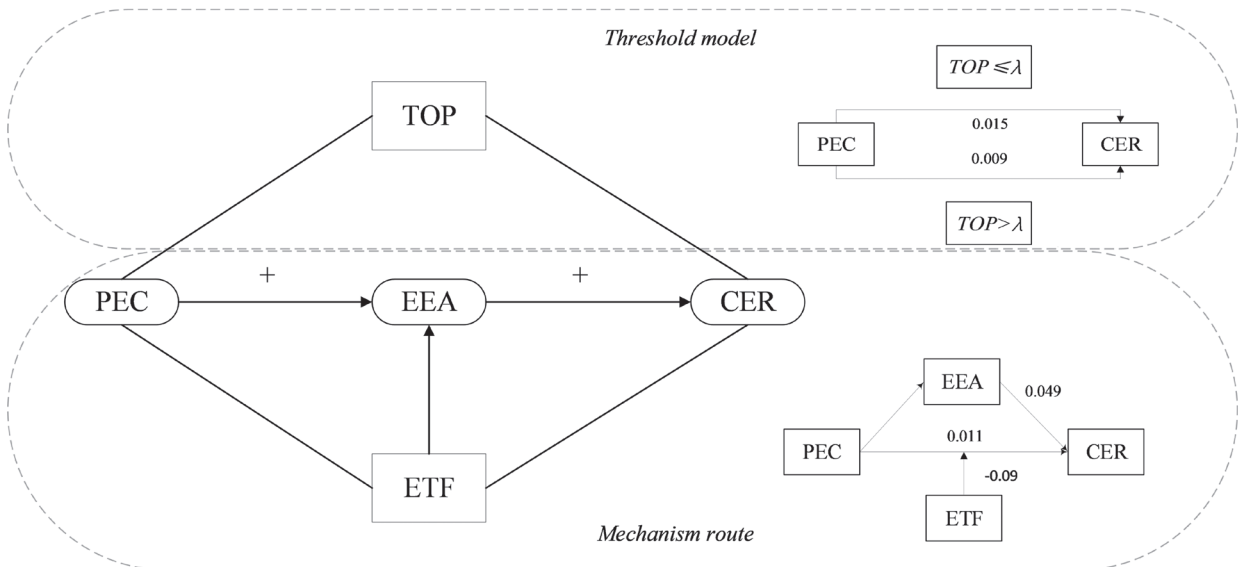 Threshold model
TOP
TOP ⩽λ
0.015
PEC
CER
0.009
TOP>λ
+
+
PEC
EEA
CER
EEA
0.049
0.011
PEC
CER
-0.09
ETF
ETF
Mechanism route